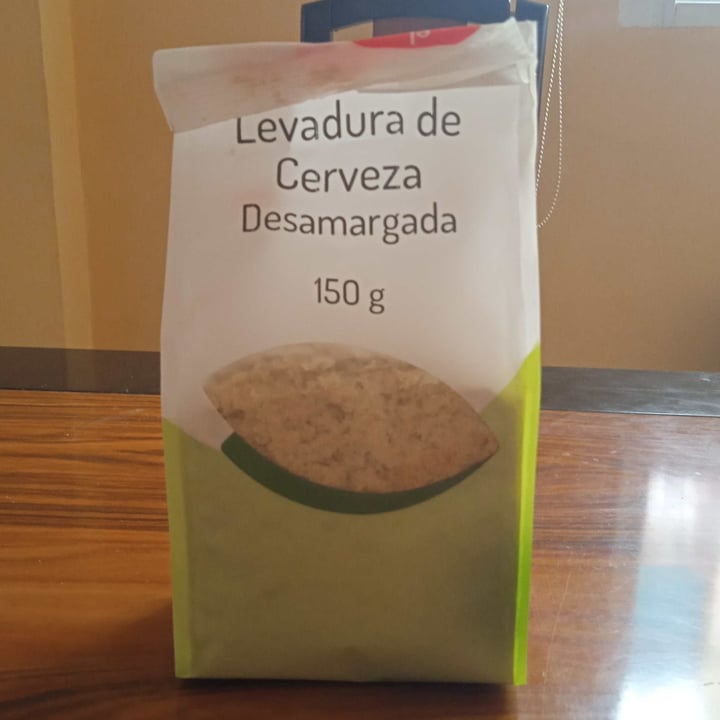 Levadura de
Cerveza
Desamargada
150 g